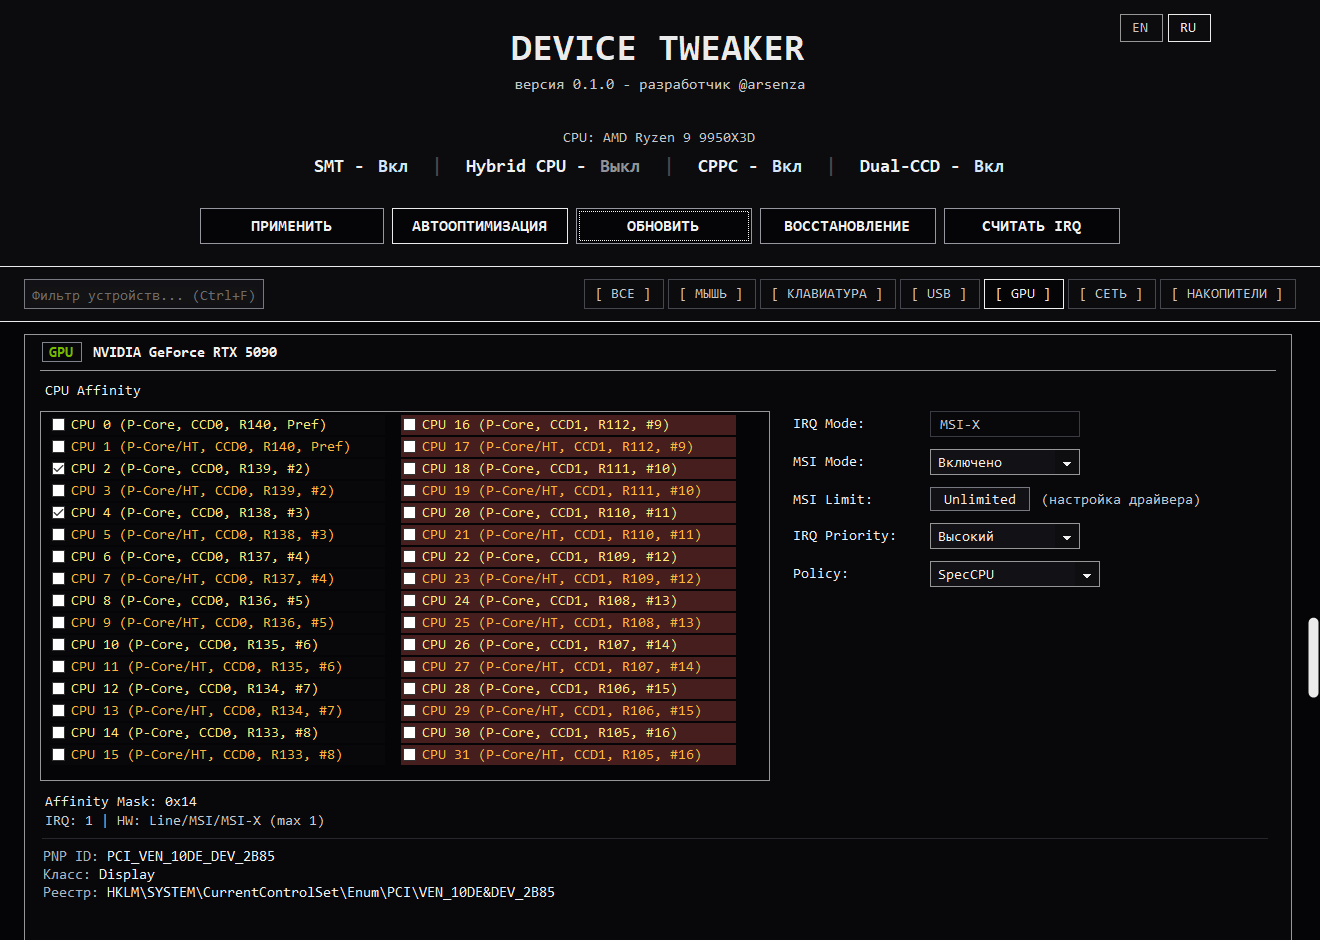 EN RU
DEVICE TWEAKER
версия 0.1.0 - разработчик @arsenza
CPU: AMD Ryzen 9 9950X3D
SMT - Вкл | Hybrid CPU - Выкл | CPPC - Вкл | Dual-CCD - Вкл
ПРИМЕНИТЬ АВТООПТИМИЗАЦИЯ ОБНОВИТЬ ВОССТАНОВЛЕНИЕ СЧИТАТЬ IRQ
Фильтр устройств... (Ctrl+F) [ ВСЕ ] [ МЫШЬ ] [ КЛАВИАТУРА ] [ USB ] [ GPU ] [ СЕТЬ ] [ НАКОПИТЕЛИ ]
GPU NVIDIA GeForce RTX 5090
CPU Affinity
CPU 0 (P-Core, CCD0, R140, Pref)
CPU 1 (P-Core/HT, CCD0, R140, Pref)
CPU 2 (P-Core, CCD0, R139, #2)
CPU 3 (P-Core/HT, CCD0, R139, #2)
CPU 4 (P-Core, CCD0, R138, #3)
CPU 5 (P-Core/HT, CCD0, R138, #3)
CPU 6 (P-Core, CCD0, R137, #4)
CPU 7 (P-Core/HT, CCD0, R137, #4)
CPU 8 (P-Core, CCD0, R136, #5)
CPU 9 (P-Core/HT, CCD0, R136, #5)
CPU 10 (P-Core, CCD0, R135, #6)
CPU 11 (P-Core/HT, CCD0, R135, #6)
CPU 12 (P-Core, CCD0, R134, #7)
CPU 13 (P-Core/HT, CCD0, R134, #7)
CPU 14 (P-Core, CCD0, R133, #8)
CPU 15 (P-Core/HT, CCD0, R133, #8)
CPU 16 (P-Core, CCD1, R112, #9)
CPU 17 (P-Core/HT, CCD1, R112, #9)
CPU 18 (P-Core, CCD1, R111, #10)
CPU 19 (P-Core/HT, CCD1, R111, #10)
CPU 20 (P-Core, CCD1, R110, #11)
CPU 21 (P-Core/HT, CCD1, R110, #11)
CPU 22 (P-Core, CCD1, R109, #12)
CPU 23 (P-Core/HT, CCD1, R109, #12)
CPU 24 (P-Core, CCD1, R108, #13)
CPU 25 (P-Core/HT, CCD1, R108, #13)
CPU 26 (P-Core, CCD1, R107, #14)
CPU 27 (P-Core/HT, CCD1, R107, #14)
CPU 28 (P-Core, CCD1, R106, #15)
CPU 29 (P-Core/HT, CCD1, R106, #15)
CPU 30 (P-Core, CCD1, R105, #16)
CPU 31 (P-Core/HT, CCD1, R105, #16)
IRQ Mode: MSI-X
MSI Mode: Включено
MSI Limit: Unlimited (настройка драйвера)
IRQ Priority: Высокий
Policy: SpecCPU
Affinity Mask: 0x14
IRQ: 1 | HW: Line/MSI/MSI-X (max 1)
PNP ID: PCI_VEN_10DE_DEV_2B85
Класс: Display
Реестр: HKLM\SYSTEM\CurrentControlSet\Enum\PCI\VEN_10DE&DEV_2B85